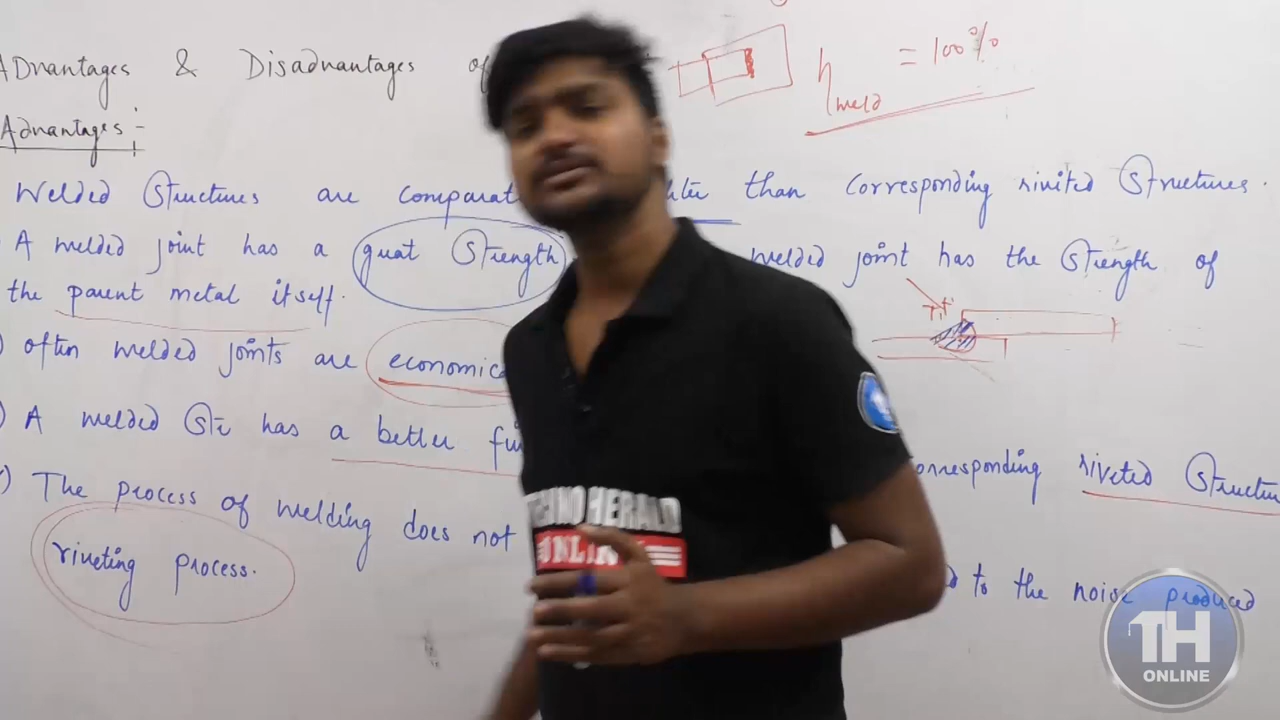 ADvantages & Disadvantages of
Advantages :-
η weld = 100%
Welded Structures are comparat than corresponding rivited Structures.
A welded joint has a great Strength welded joint has the Strength of
the parent metal itself.
often welded joints are economic
A welded Str has a better corresponding riveted Structure
The process of welding does not to the noise produced
riveting process.
TECHNO HERALD
ONLINE
TH
ONLINE